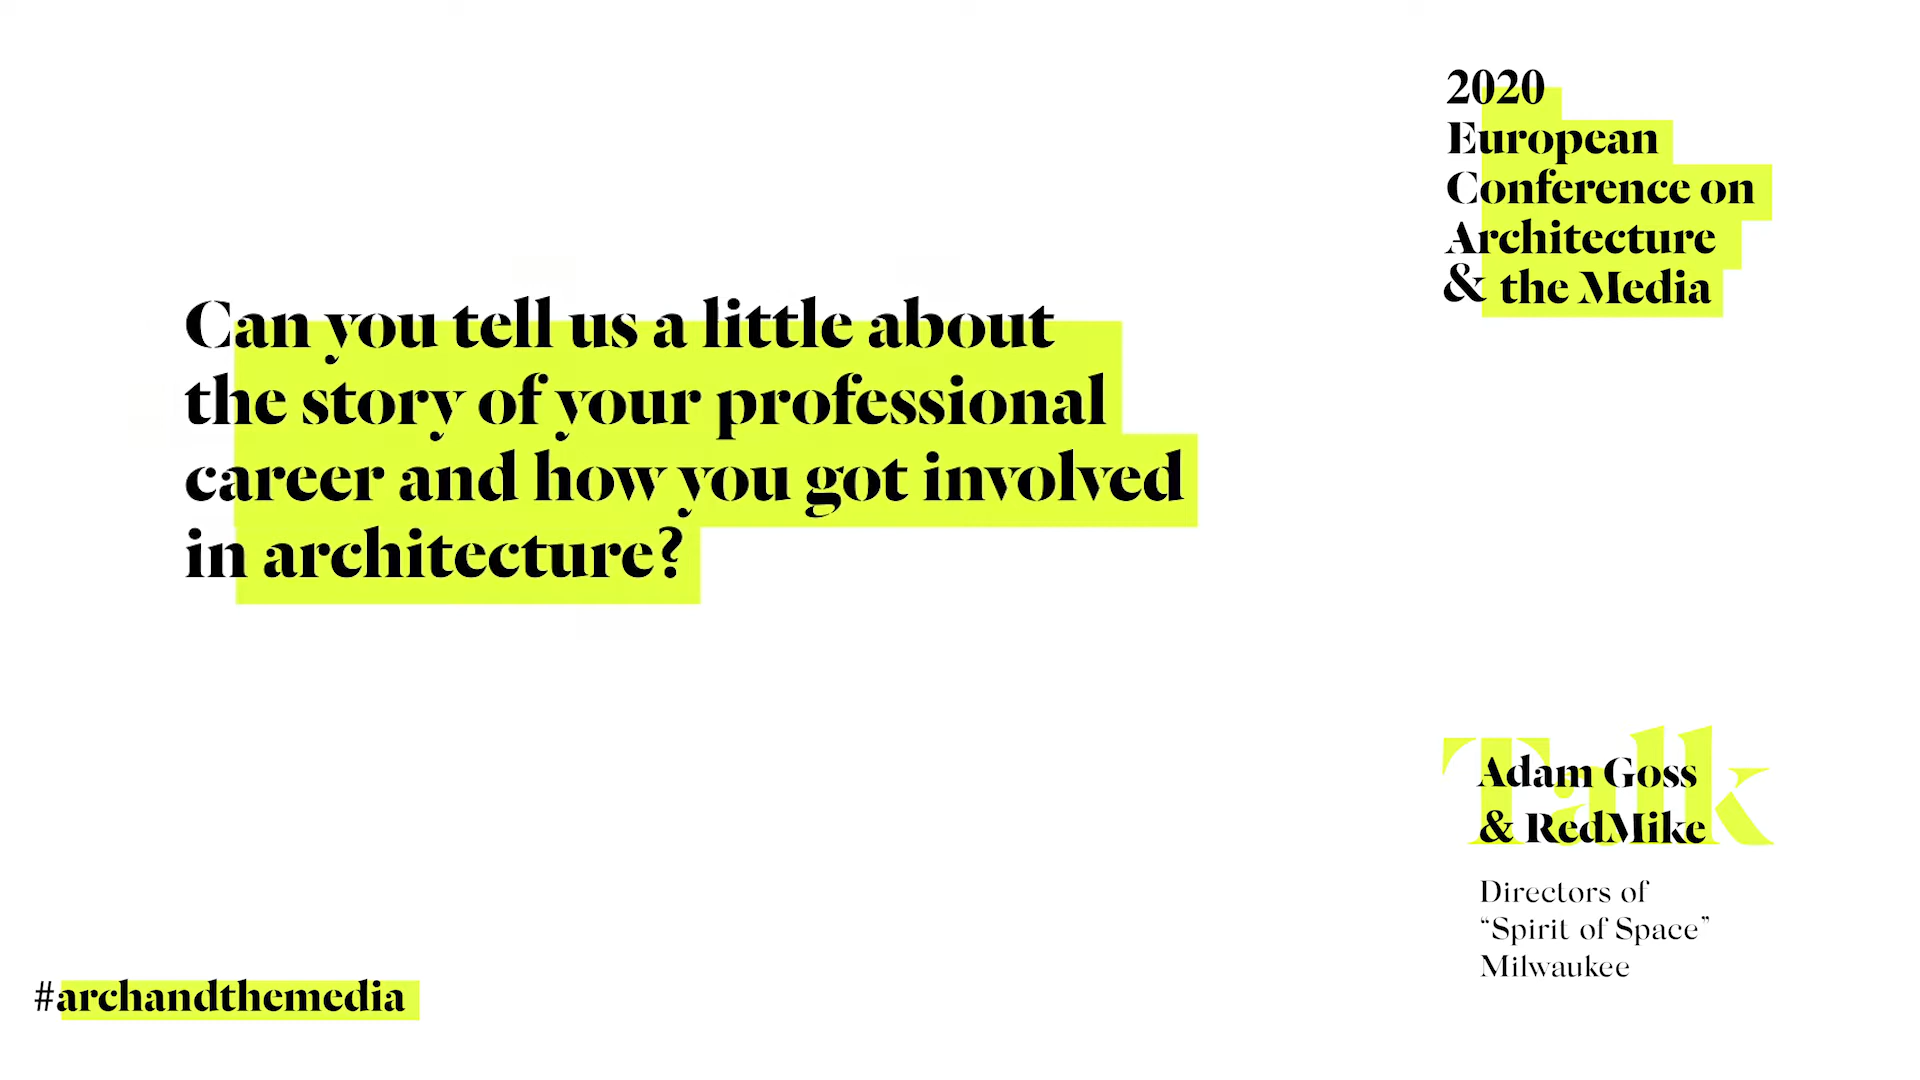 2020
European
Conference on
Architecture
& the Media
Can you tell us a little about
the story of your professional
career and how you got involved
in architecture?
Talk
Adam Goss
& RedMike
Directors of
“Spirit of Space”
Milwaukee
#archandthemedia